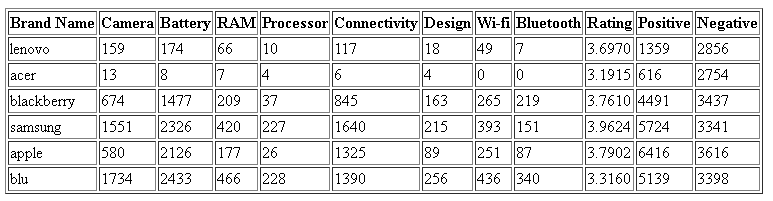 Brand Name Camera Battery RAM Processor Connectivity Design Wi-fi Bluetooth Rating Positive Negative
lenovo 159 174 66 10 117 18 49 7 3.6970 1359 2856
acer 13 8 7 4 6 4 0 0 3.1915 616 2754
blackberry 674 1477 209 37 845 163 265 219 3.7610 4491 3437
samsung 1551 2326 420 227 1640 215 393 151 3.9624 5724 3341
apple 580 2126 177 26 1325 89 251 87 3.7902 6416 3616
blu 1734 2433 466 228 1390 256 436 340 3.3160 5139 3398